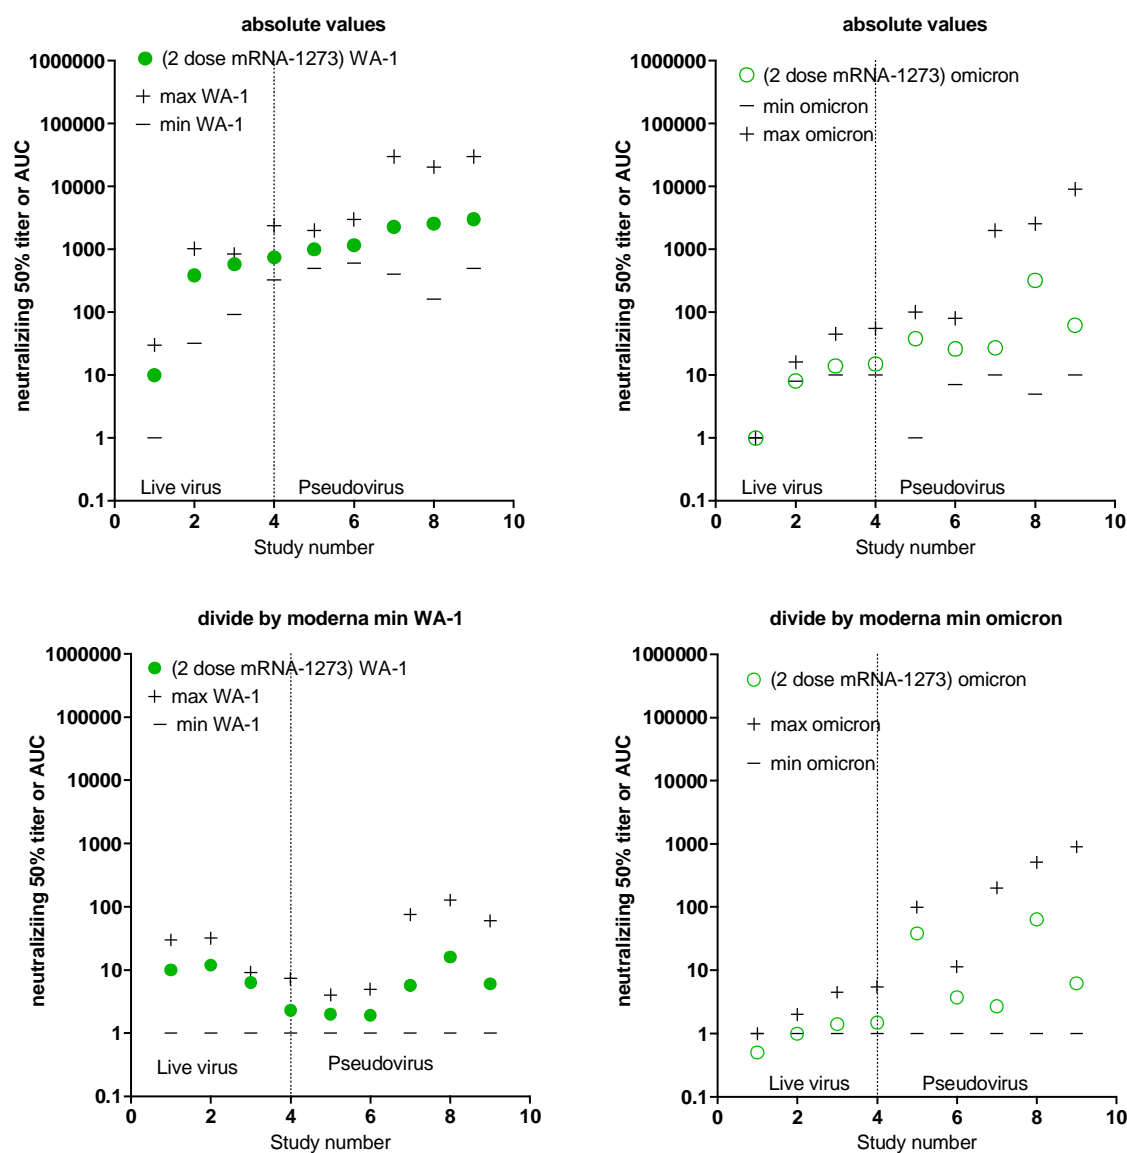 absolute values
neutraliziing 50% titer or AUC
1000000
100000
10000
1000
100
10
1
0.1
(2 dose mRNA-1273) WA-1
max WA-1
min WA-1
Live virus
Pseudovirus
0 2 4 6 8 10
Study number
absolute values
neutraliziing 50% titer or AUC
1000000
100000
10000
1000
100
10
1
0.1
(2 dose mRNA-1273) omicron
min omicron
max omicron
Live virus
Pseudovirus
0 2 4 6 8 10
Study number
divide by moderna min WA-1
neutraliziing 50% titer or AUC
1000000
100000
10000
1000
100
10
1
0.1
(2 dose mRNA-1273) WA-1
max WA-1
min WA-1
Live virus
Pseudovirus
0 2 4 6 8 10
Study number
divide by moderna min omicron
neutraliziing 50% titer or AUC
1000000
100000
10000
1000
100
10
1
0.1
(2 dose mRNA-1273) omicron
max omicron
min omicron
Live virus
Pseudovirus
0 2 4 6 8 10
Study number